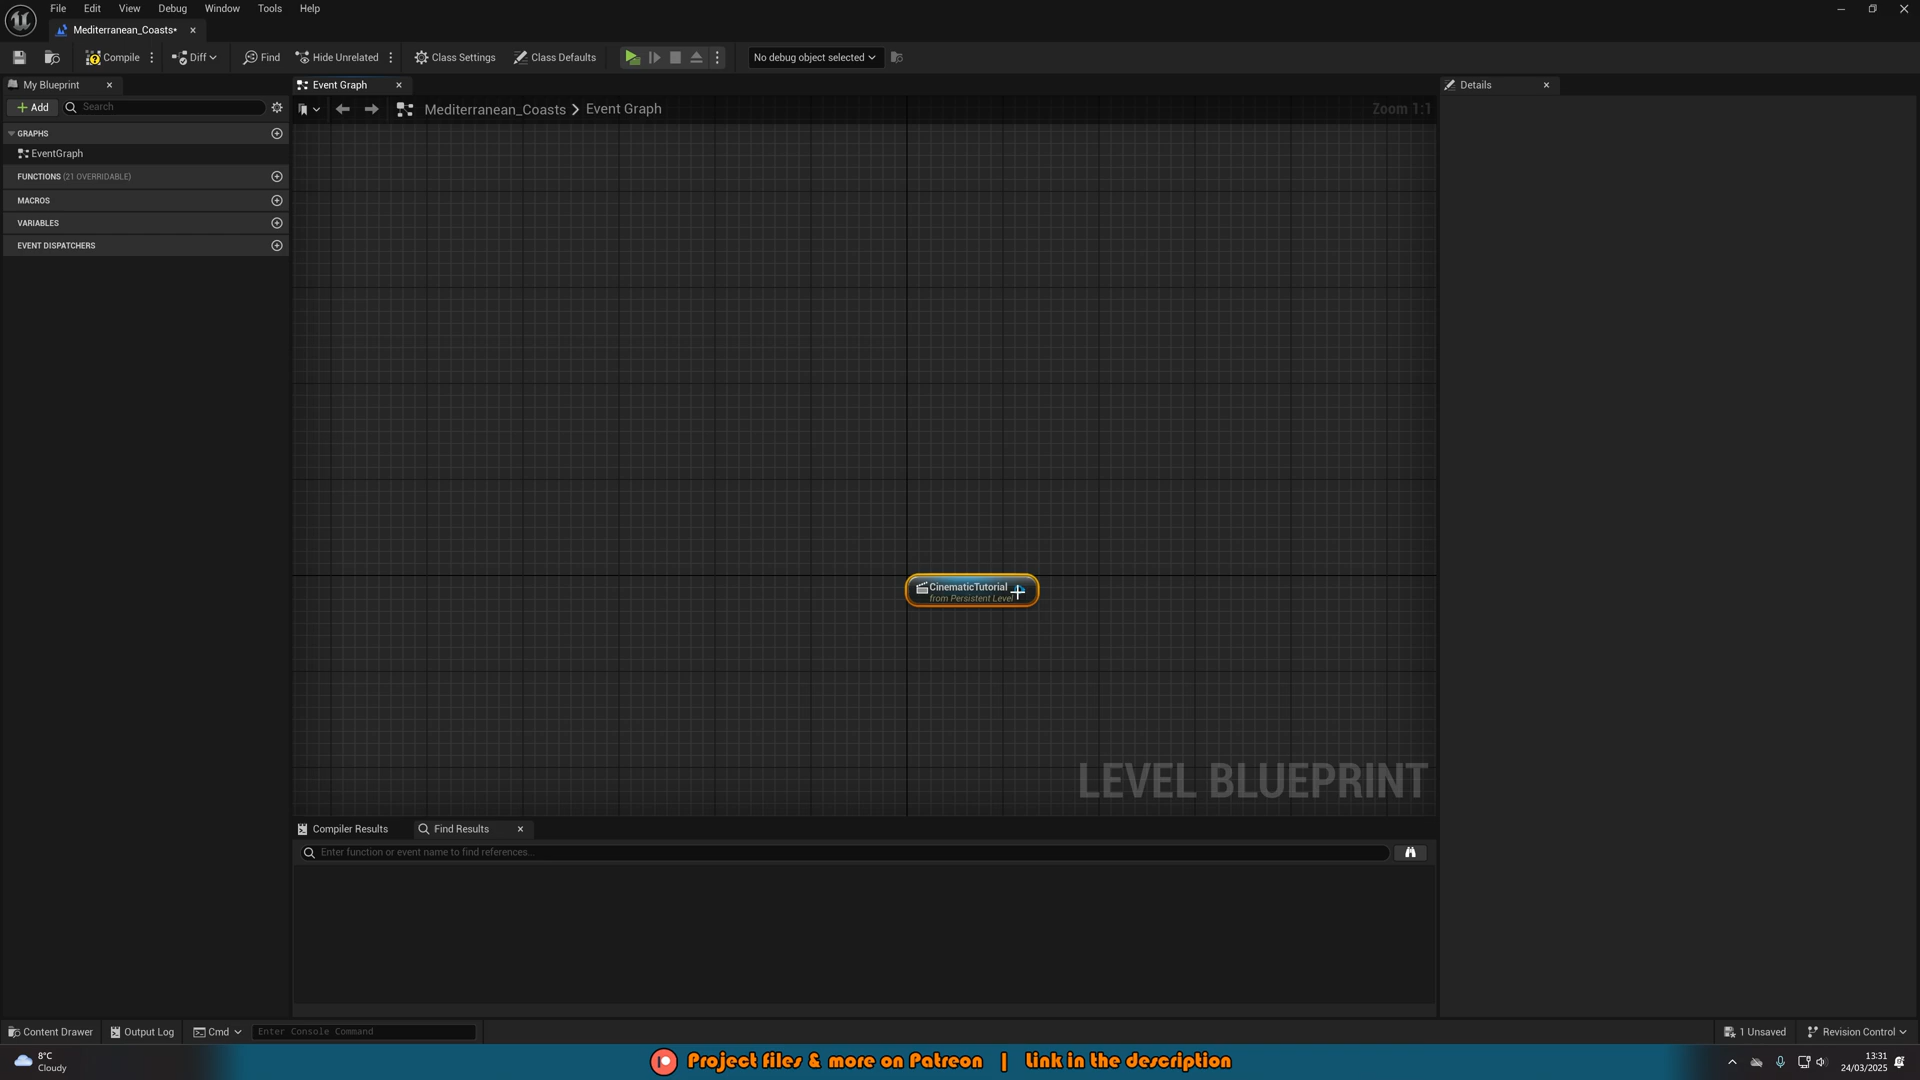 File Edit View Debug Window Tools Help
Mediterranean_Coasts*
Compile Diff Find Hide Unrelated Class Settings Class Defaults No debug object selected
My Blueprint
Event Graph
Details
Add Search
Mediterranean_Coasts > Event Graph Zoom 1:1
GRAPHS
EventGraph
FUNCTIONS (21 OVERRIDABLE)
MACROS
VARIABLES
EVENT DISPATCHERS
CinematicTutorial
from Persistent Level
LEVEL BLUEPRINT
Compiler Results Find Results
Enter function or event name to find references...
Content Drawer Output Log Cmd Enter Console Command 1 Unsaved Revision Control
8°C
Cloudy
Project files & more on Patreon | Link in the description
13:31
24/03/2025